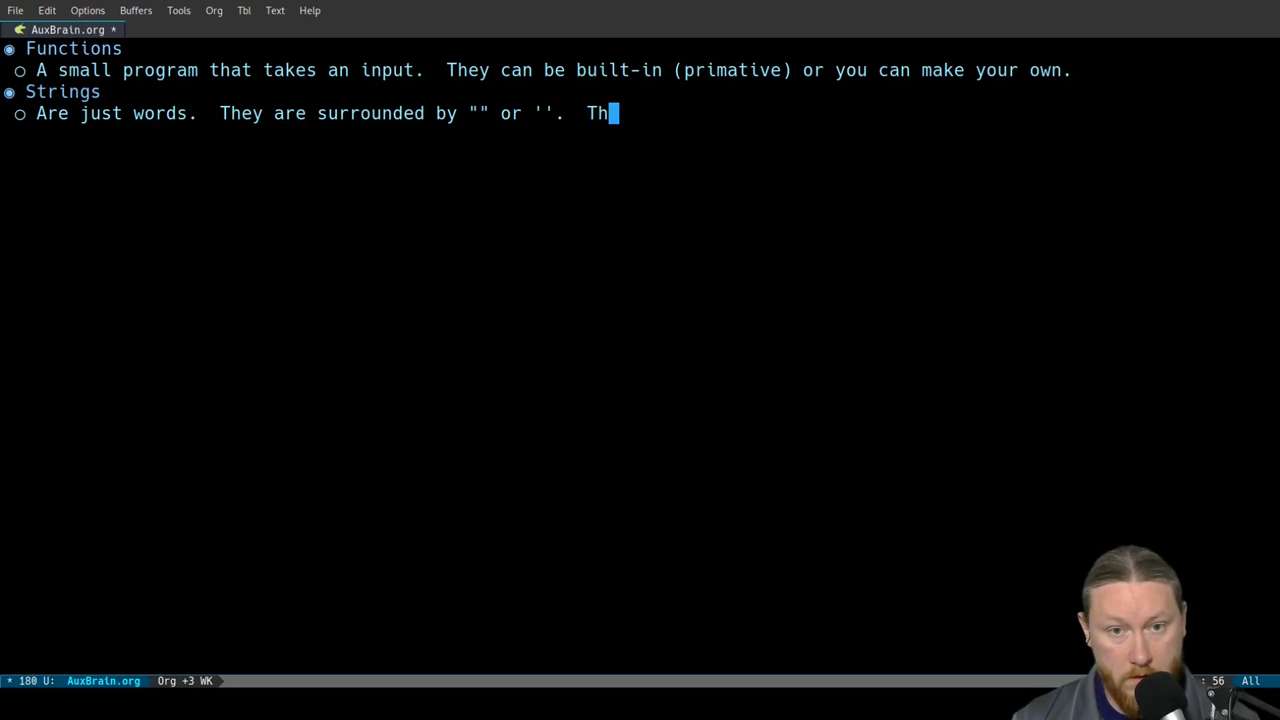 File Edit Options Buffers Tools Org Tbl Text Help
AuxBrain.org *
Functions
A small program that takes an input.  They can be built-in (primative) or you can make your own.
Strings
Are just words.  They are surrounded by "" or ''.  Th
* 180 U: AuxBrain.org Org +3 WK : 56 All